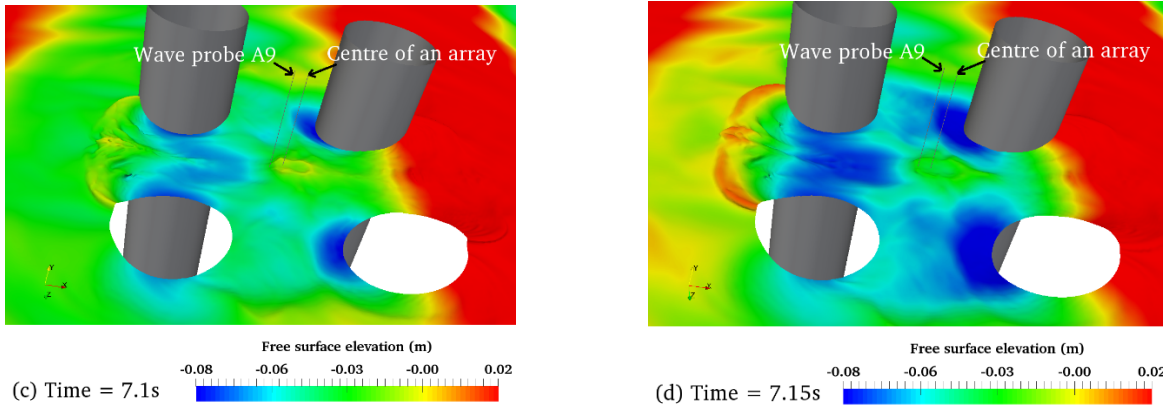 Wave probe A9 Centre of an array
Y
X
Z
Free surface elevation (m)
-0.08 -0.06 -0.03 -0.00 0.02
(c) Time = 7.1s
Wave probe A9 Centre of an array
Y
X
Z
Free surface elevation (m)
-0.08 -0.06 -0.03 -0.00 0.02
(d) Time = 7.15s